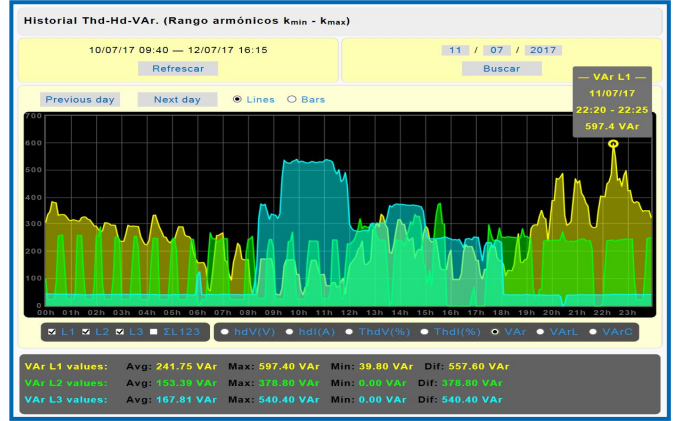 Historial Thd-Hd-VAr. (Rango armónicos kmin - kmax)
10/07/17 09:40 — 12/07/17 16:15
Refrescar
11 / 07 / 2017
Buscar
Previous day Next day Lines Bars
— VAr L1 —
11/07/17
22:20 - 22:25
597.4 VAr
700
600
500
400
300
200
100
0
00h 01h 02h 03h 04h 05h 06h 07h 08h 09h 10h 11h 12h 13h 14h 15h 16h 17h 18h 19h 20h 21h 22h 23h
L1 L2 L3 ΣL123 hdV(V) hdI(A) ThdV(%) ThdI(%) VAr VArL VArC
VAr L1 values: Avg: 241.75 VAr Max: 597.40 VAr Min: 39.80 VAr Dif: 557.60 VAr
VAr L2 values: Avg: 153.39 VAr Max: 378.80 VAr Min: 0.00 VAr Dif: 378.80 VAr
VAr L3 values: Avg: 167.81 VAr Max: 540.40 VAr Min: 0.00 VAr Dif: 540.40 VAr